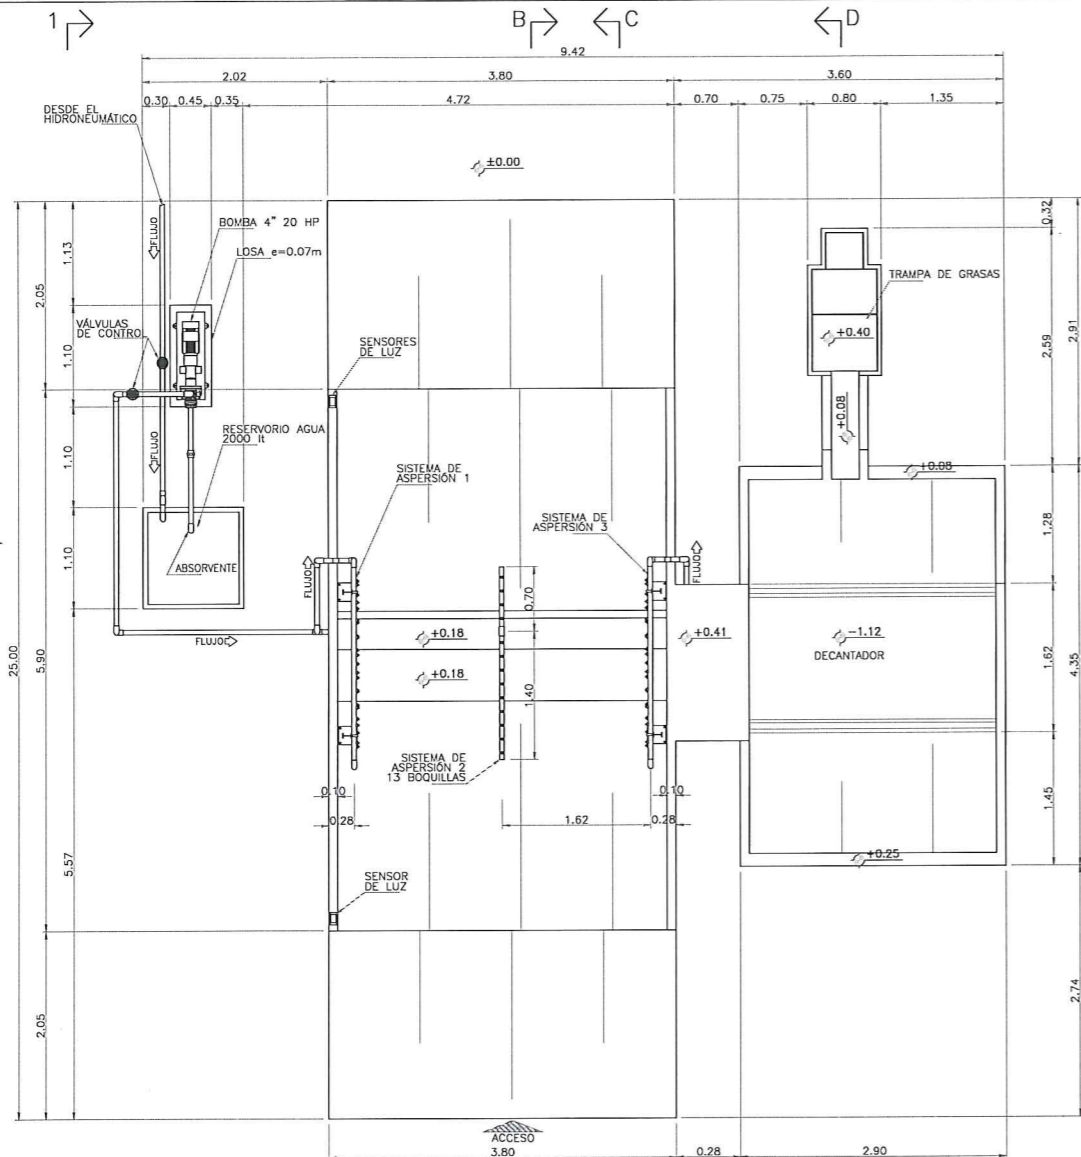 1
B
C
D
9.42
2.02
3.80
3.60
0.30
0.45
0.35
4.72
0.70
0.75
0.80
1.35
DESDE EL
HIDRONEUMÁTICO
±0.00
FLUJO
BOMBA 4" 20 HP
LOSA e=0.07m
VÁLVULAS
DE CONTRO
SENSORES
DE LUZ
TRAMPA DE GRASAS
+0.40
+0.08
+0.08
RESERVORIO AGUA
2000 lt
FLUJO
ABSORVENTE
SISTEMA DE
ASPERSIÓN 1
SISTEMA DE
ASPERSIÓN 3
FLUJO
FLUJO
FLUJO
0.70
1.40
+0.18
+0.18
+0.41
-1.12
DECANTADOR
SISTEMA DE
ASPERSIÓN 2
13 BOQUILLAS
0.10
0.28
1.62
0.10
0.28
+0.25
SENSOR
DE LUZ
25.00
2.05
5.90
2.05
1.13
1.10
1.10
1.10
5.57
0.32
2.59
1.28
1.62
1.45
2.91
4.35
2.74
ACCESO
3.80
0.28
2.90